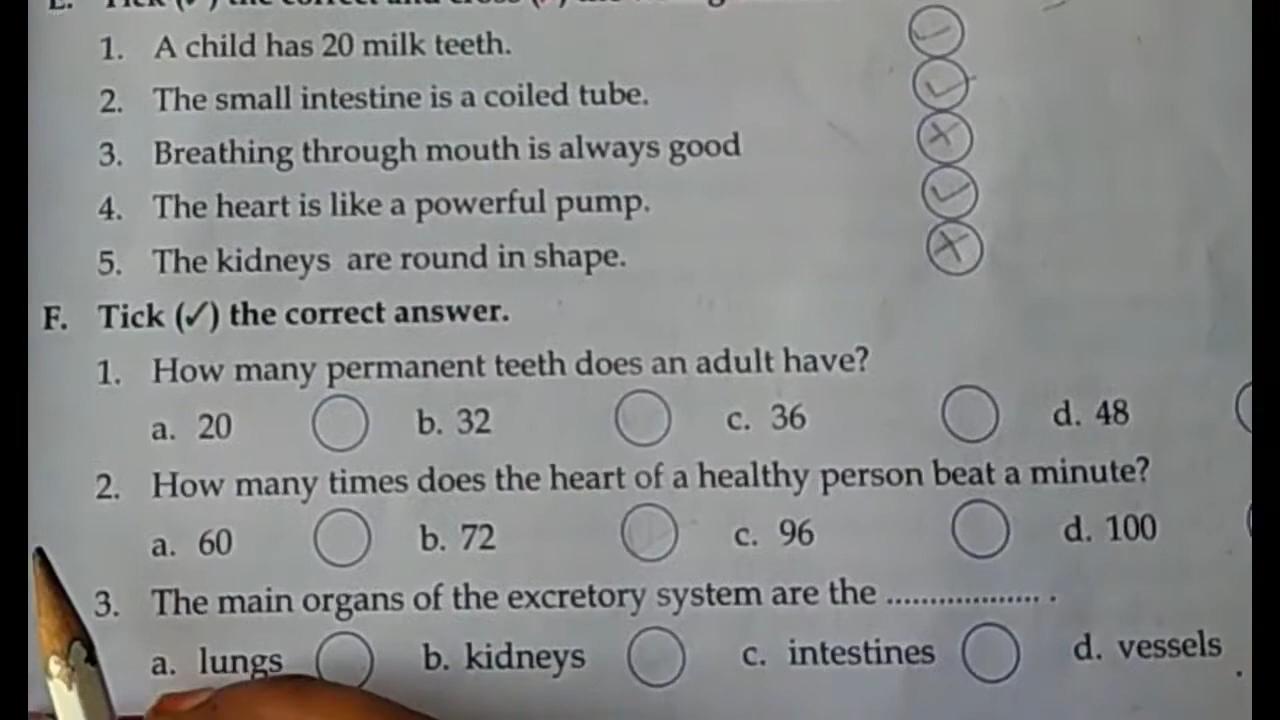 1. A child has 20 milk teeth. ✓
2. The small intestine is a coiled tube. ✓
3. Breathing through mouth is always good ✗
4. The heart is like a powerful pump. ✓
5. The kidneys are round in shape. ✗
F. Tick (✓) the correct answer.
1. How many permanent teeth does an adult have?
a. 20 b. 32 c. 36 d. 48
2. How many times does the heart of a healthy person beat a minute?
a. 60 b. 72 c. 96 d. 100
3. The main organs of the excretory system are the .................. .
a. lungs b. kidneys c. intestines d. vessels